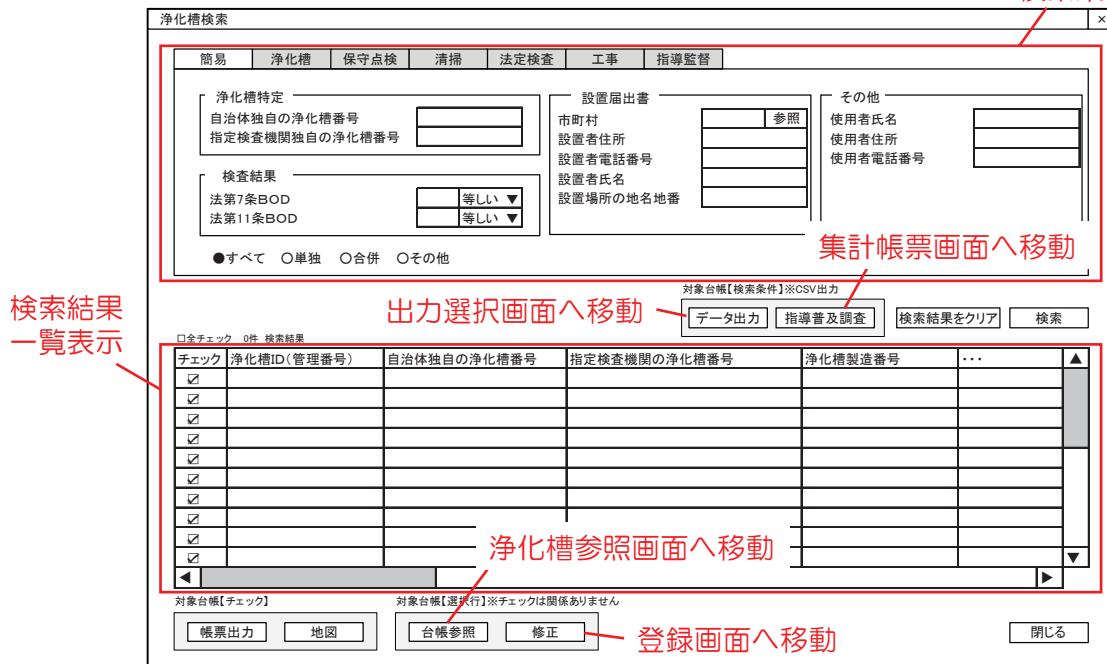 浄化槽検索 ×
簡易 浄化槽 保守点検 清掃 法定検査 工事 指導監督
浄化槽特定
自治体独自の浄化槽番号
指定検査機関独自の浄化槽番号
検査結果
法第7条BOD 等しい ▼
法第11条BOD 等しい ▼
●すべて ○単独 ○合併 ○その他
設置届出書
市町村 参照
設置者住所
設置者電話番号
設置者氏名
設置場所の地名地番
その他
使用者氏名
使用者住所
使用者電話番号
集計帳票画面へ移動
対象台帳【検索条件】※CSV出力
出力選択画面へ移動
データ出力 指導普及調査 検索結果をクリア 検索
検索結果
一覧表示
□全チェック 0件 検索結果
チェック 浄化槽ID(管理番号) 自治体独自の浄化槽番号 指定検査機関の浄化槽番号 浄化槽製造番号 ･･･ ▲
浄化槽参照画面へ移動
▼
◀ ▶
対象台帳【チェック】 対象台帳【選択行】※チェックは関係ありません
帳票出力 地図 台帳参照 修正 登録画面へ移動 閉じる